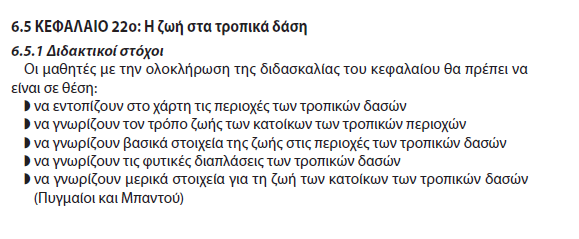 6.5 ΚΕΦΑΛΑΙΟ 22ο: Η ζωή στα τροπικά δάση
6.5.1 Διδακτικοί στόχοι
Οι μαθητές με την ολοκλήρωση της διδασκαλίας του κεφαλαίου θα πρέπει να
είναι σε θέση:
◗ να εντοπίζουν στο χάρτη τις περιοχές των τροπικών δασών
◗ να γνωρίζουν τον τρόπο ζωής των κατοίκων των τροπικών περιοχών
◗ να γνωρίζουν βασικά στοιχεία της ζωής στις περιοχές των τροπικών δασών
◗ να γνωρίζουν τις φυτικές διαπλάσεις των τροπικών δασών
◗ να γνωρίζουν μερικά στοιχεία για τη ζωή των κατοίκων των τροπικών δασών
(Πυγμαίοι και Μπαντού)